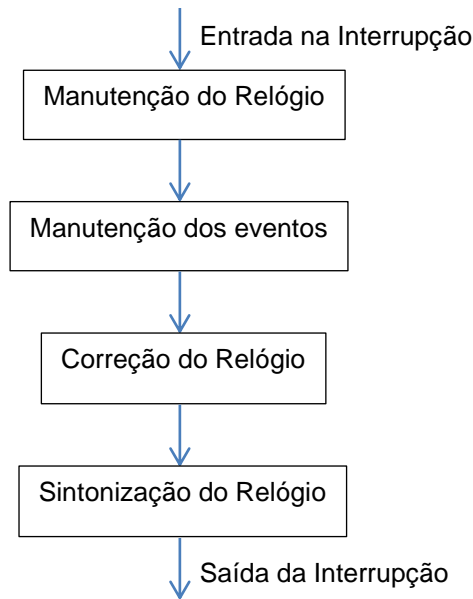 Entrada na Interrupção
Manutenção do Relógio
Manutenção dos eventos
Correção do Relógio
Sintonização do Relógio
Saída da Interrupção